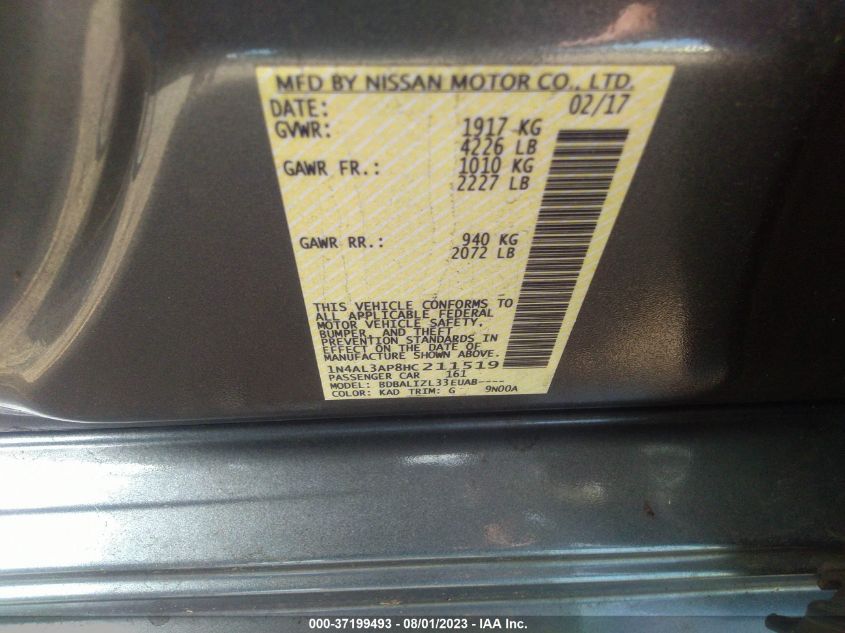 MFD BY NISSAN MOTOR CO., LTD.
DATE: 02/17
GVWR: 1917 KG
4226 LB
GAWR FR.: 1010 KG
2227 LB
GAWR RR.: 940 KG
2072 LB
THIS VEHICLE CONFORMS TO
ALL APPLICABLE FEDERAL
MOTOR VEHICLE SAFETY,
BUMPER, AND THEFT
PREVENTION STANDARDS IN
EFFECT ON THE DATE OF
MANUFACTURE SHOWN ABOVE.
1N4AL3AP8HC211519
PASSENGER CAR 161
MODEL: BDBALIZL33EUAB----
COLOR: KAD TRIM: G 9N00A
000-37199493 - 08/01/2023 - IAA Inc.